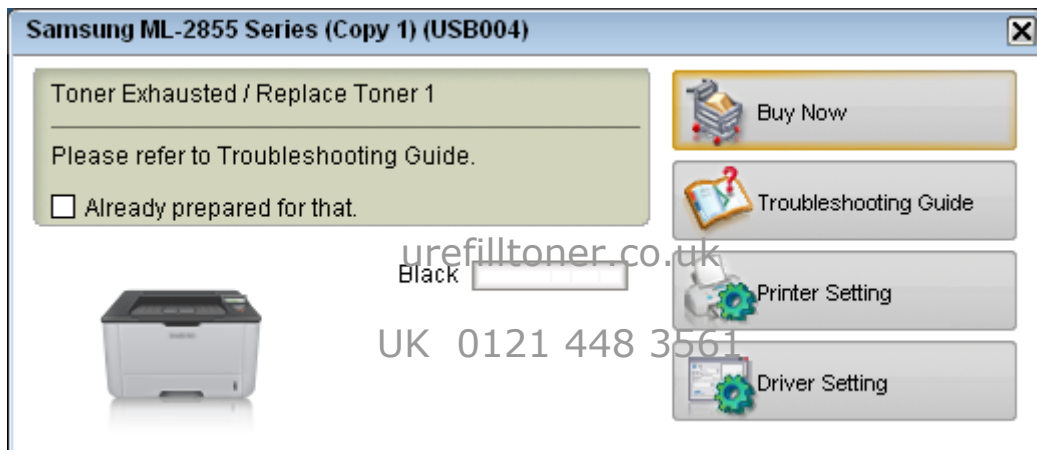 Samsung ML-2855 Series (Copy 1) (USB004)
Toner Exhausted / Replace Toner 1
Please refer to Troubleshooting Guide.
Already prepared for that.
Buy Now
Troubleshooting Guide
urefilltoner.co.uk
Black
Printer Setting
UK 0121 448 3561
Driver Setting